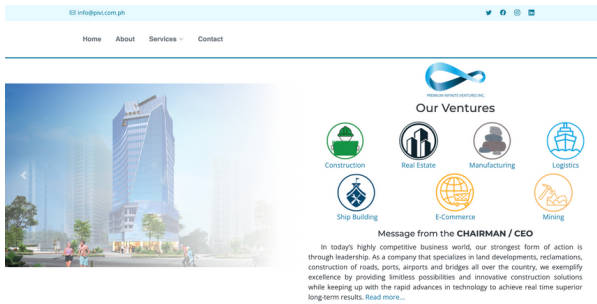 info@pivi.com.ph
Home About Services Contact
PREMIUM INFINITE VENTURES INC.
Our Ventures
Construction Real Estate Manufacturing Logistics
Ship Building E-Commerce Mining
Message from the CHAIRMAN / CEO
In today's highly competitive business world, our strongest form of action is
through leadership. As a company that specializes in land developments, reclamations,
construction of roads, ports, airports and bridges all over the country, we exemplify
excellence by providing limitless possibilities and innovative construction solutions
while keeping up with the rapid advances in technology to achieve real time superior
long-term results. Read more...